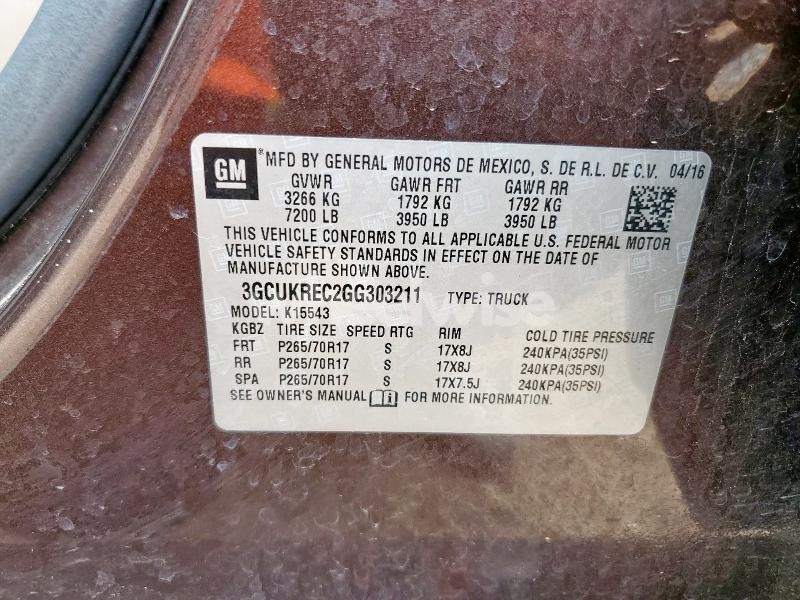 GM
® MFD BY GENERAL MOTORS DE MEXICO, S. DE R.L. DE C.V. 04/16
GVWR GAWR FRT GAWR RR
3266 KG 1792 KG 1792 KG
7200 LB 3950 LB 3950 LB
THIS VEHICLE CONFORMS TO ALL APPLICABLE U.S. FEDERAL MOTOR
VEHICLE SAFETY STANDARDS IN EFFECT ON THE DATE OF
MANUFACTURE SHOWN ABOVE.
3GCUKREC2GG303211 TYPE: TRUCK
MODEL: K15543
KGBZ TIRE SIZE SPEED RTG RIM COLD TIRE PRESSURE
FRT P265/70R17 S 17X8J 240KPA(35PSI)
RR P265/70R17 S 17X8J 240KPA(35PSI)
SPA P265/70R17 S 17X7.5J 240KPA(35PSI)
SEE OWNER'S MANUAL FOR MORE INFORMATION.